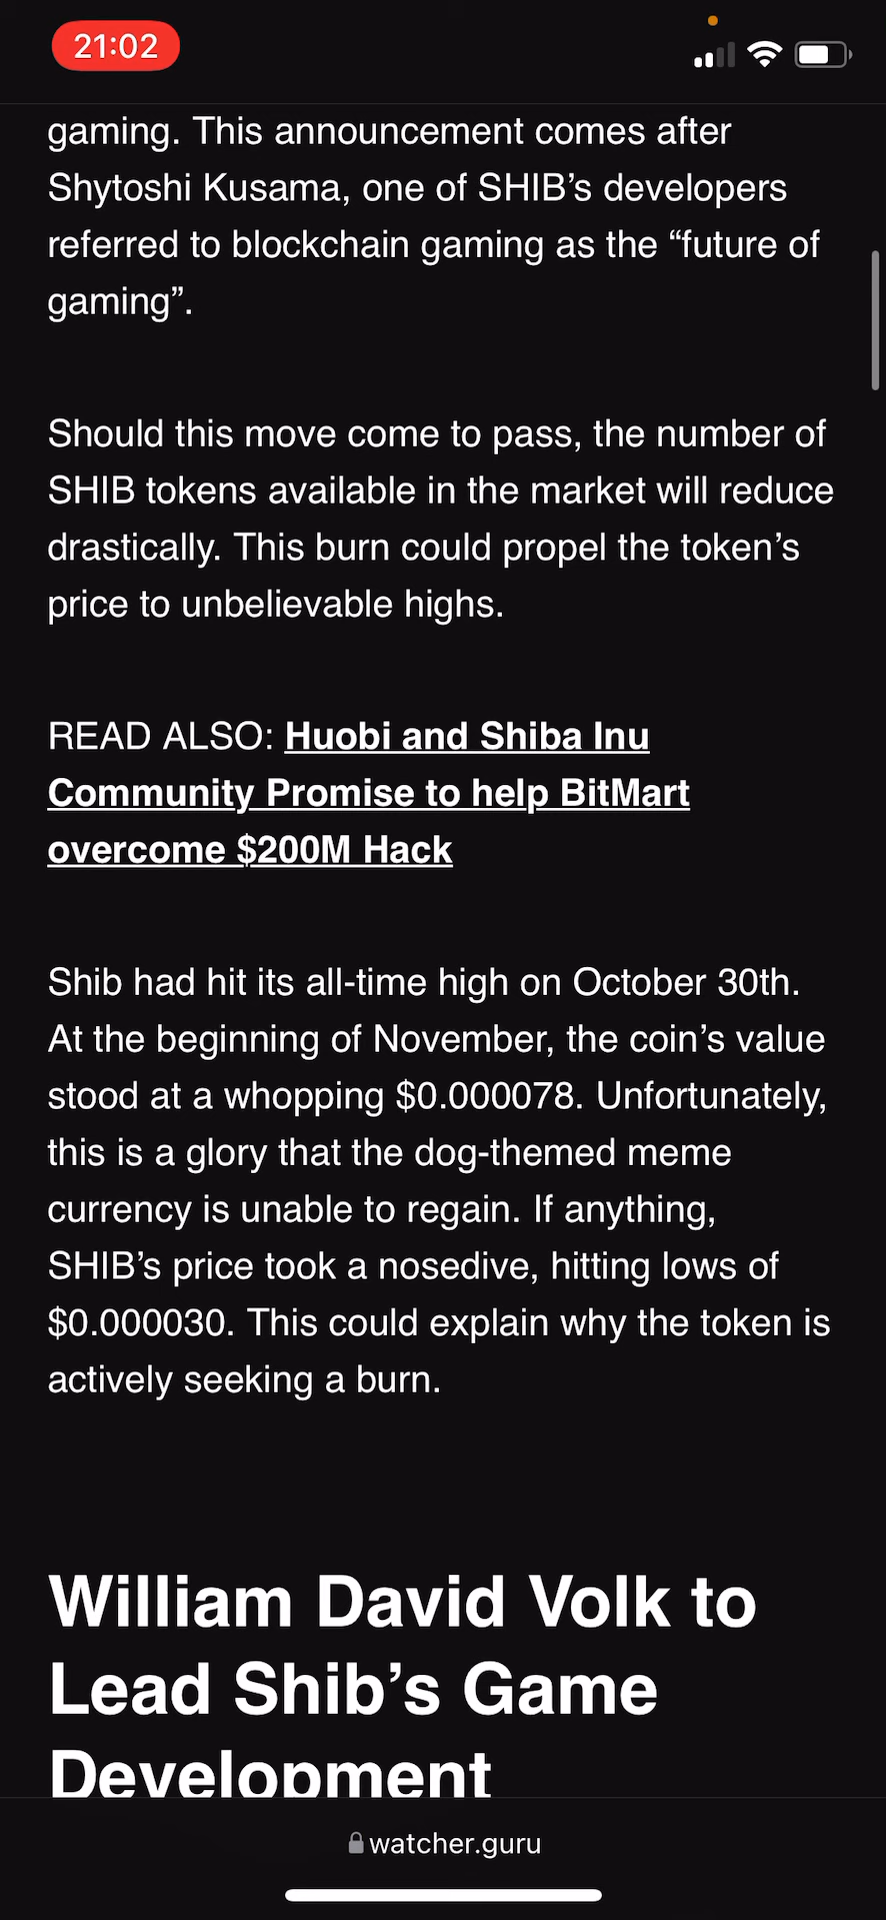 21:02
gaming. This announcement comes after
Shytoshi Kusama, one of SHIB’s developers
referred to blockchain gaming as the “future of
gaming”.
Should this move come to pass, the number of
SHIB tokens available in the market will reduce
drastically. This burn could propel the token’s
price to unbelievable highs.
READ ALSO: Huobi and Shiba Inu
Community Promise to help BitMart
overcome $200M Hack
Shib had hit its all-time high on October 30th.
At the beginning of November, the coin’s value
stood at a whopping $0.000078. Unfortunately,
this is a glory that the dog-themed meme
currency is unable to regain. If anything,
SHIB’s price took a nosedive, hitting lows of
$0.000030. This could explain why the token is
actively seeking a burn.
William David Volk to
Lead Shib’s Game
Development
watcher.guru